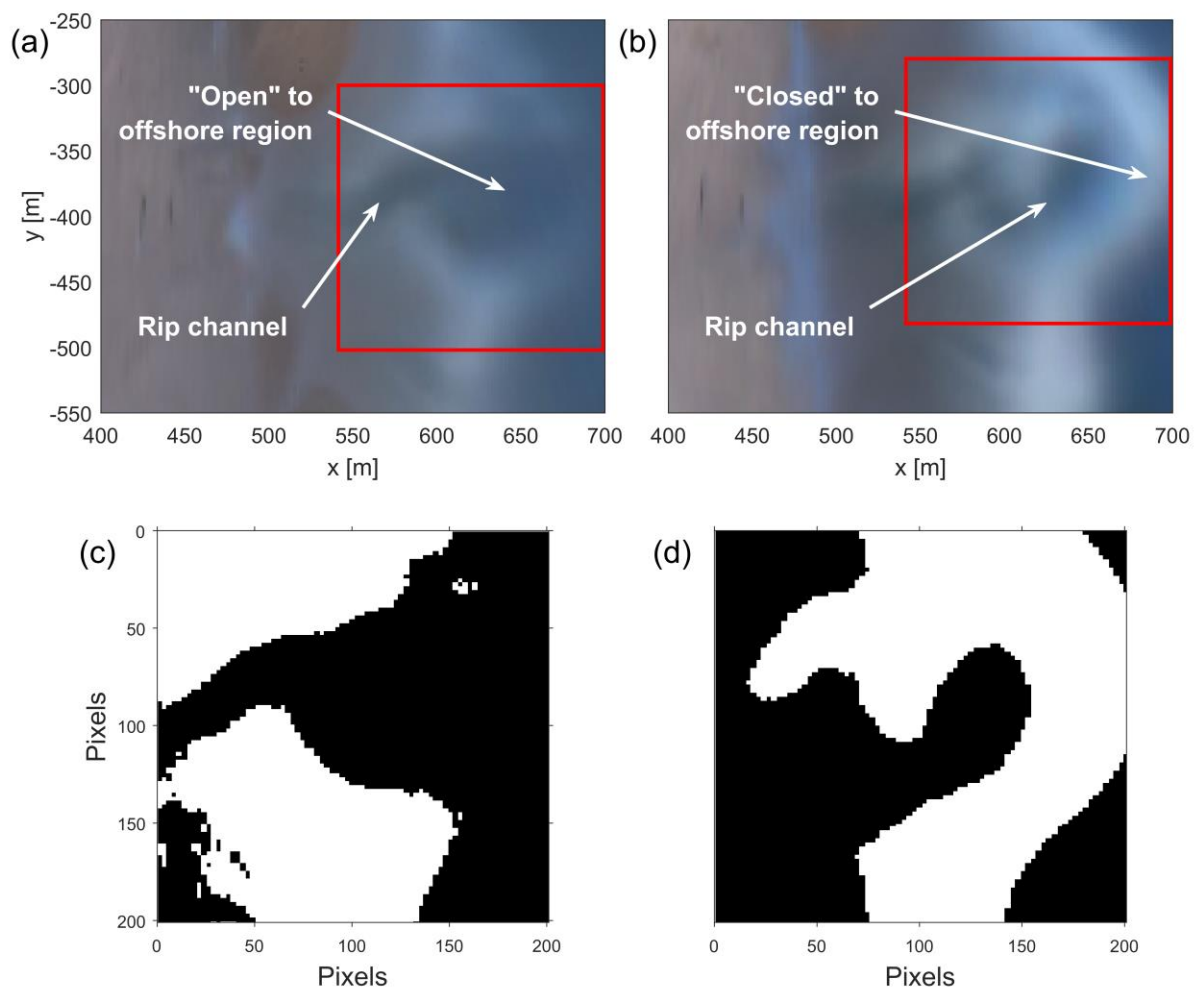 (a)
-250
-300
-350
-400
-450
-500
-550
y [m]
"Open" to
offshore region
Rip channel
400 450 500 550 600 650 700
x [m]
(b)
"Closed" to
offshore region
Rip channel
400 450 500 550 600 650 700
x [m]
(c)
0
50
100
150
200
Pixels
0 50 100 150 200
Pixels
(d)
0 50 100 150 200
Pixels